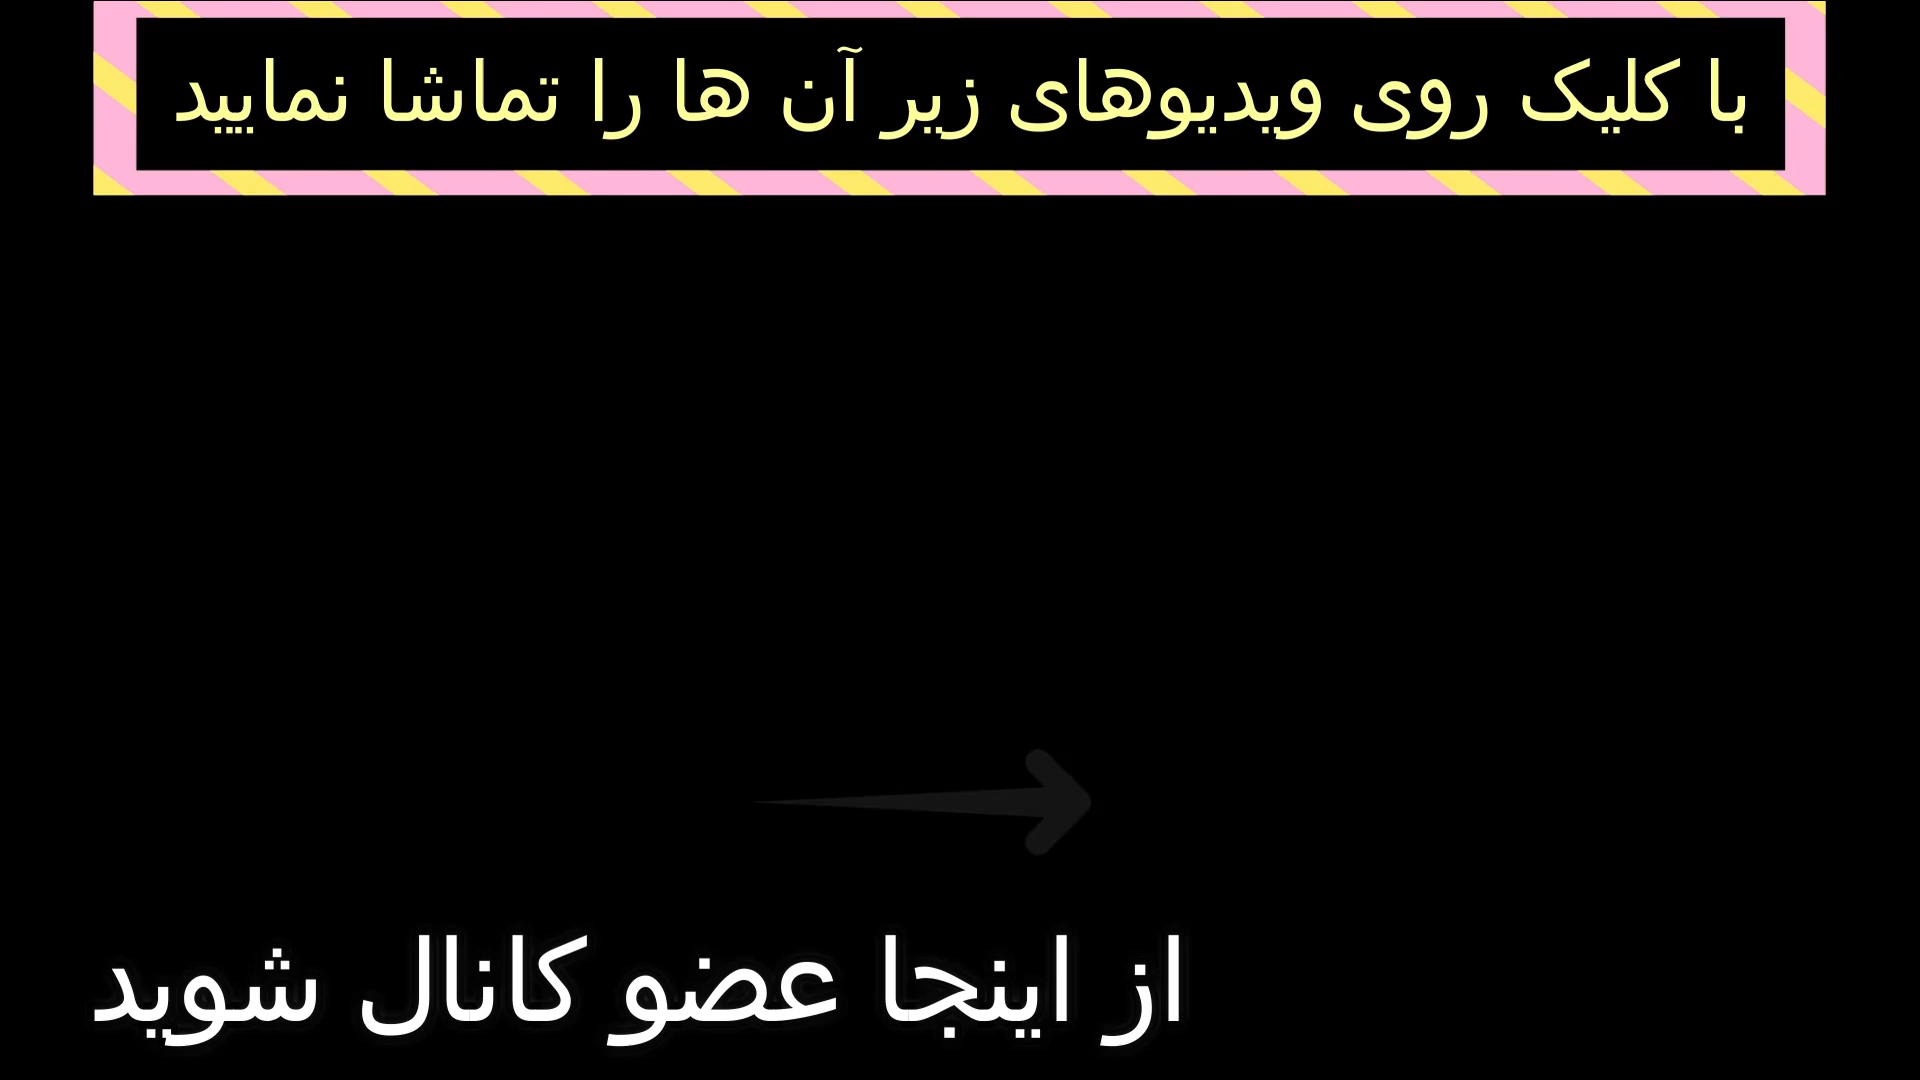 با کلیک روی ویدیوهای زیر آن ها را تماشا نمایید
از اینجا عضو کانال شوید